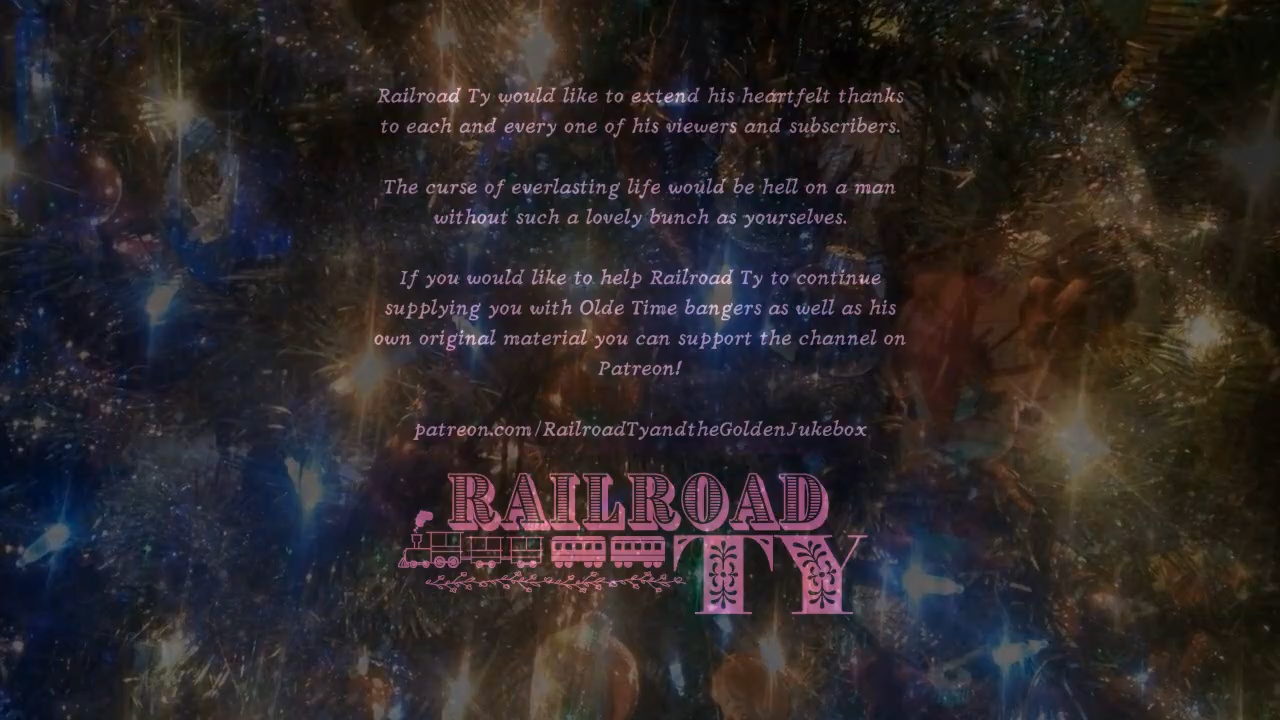 Railroad Ty would like to extend his heartfelt thanks
to each and every one of his viewers and subscribers.
The curse of everlasting life would be hell on a man
without such a lovely bunch as yourselves.
If you would like to help Railroad Ty to continue
supplying you with Olde Time bangers as well as his
own original material you can support the channel on
Patreon!
patreon.com/RailroadTyandtheGoldenJukebox
RAILROAD
TY